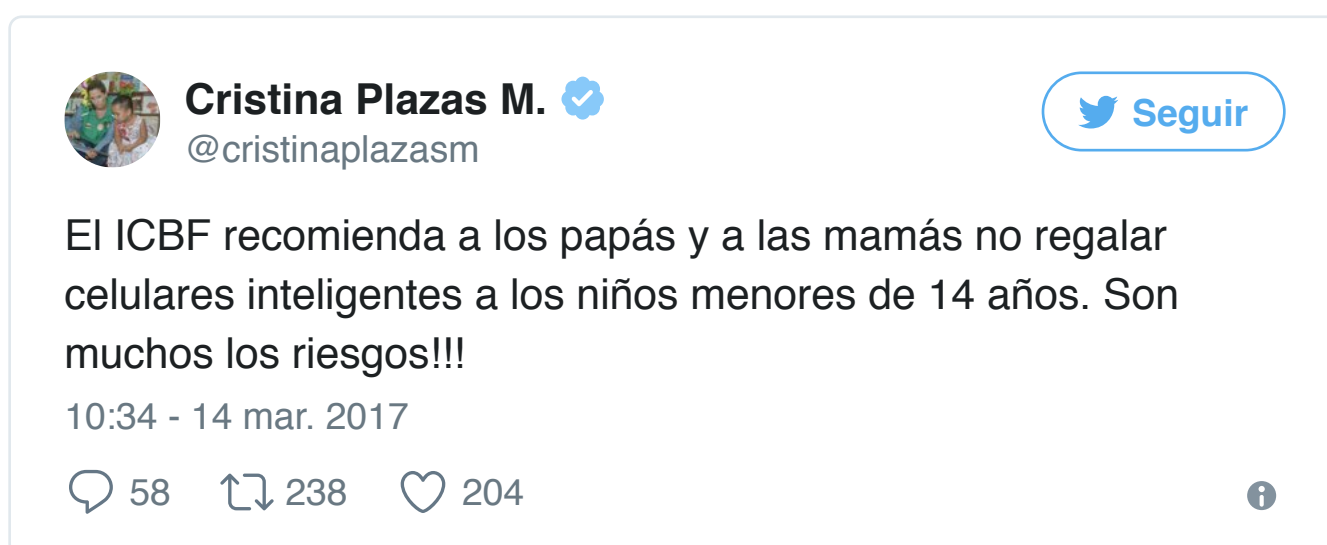 Cristina Plazas M.
@cristinaplazasm
Seguir
El ICBF recomienda a los papás y a las mamás no regalar
celulares inteligentes a los niños menores de 14 años. Son
muchos los riesgos!!!
10:34 - 14 mar. 2017
58 238 204